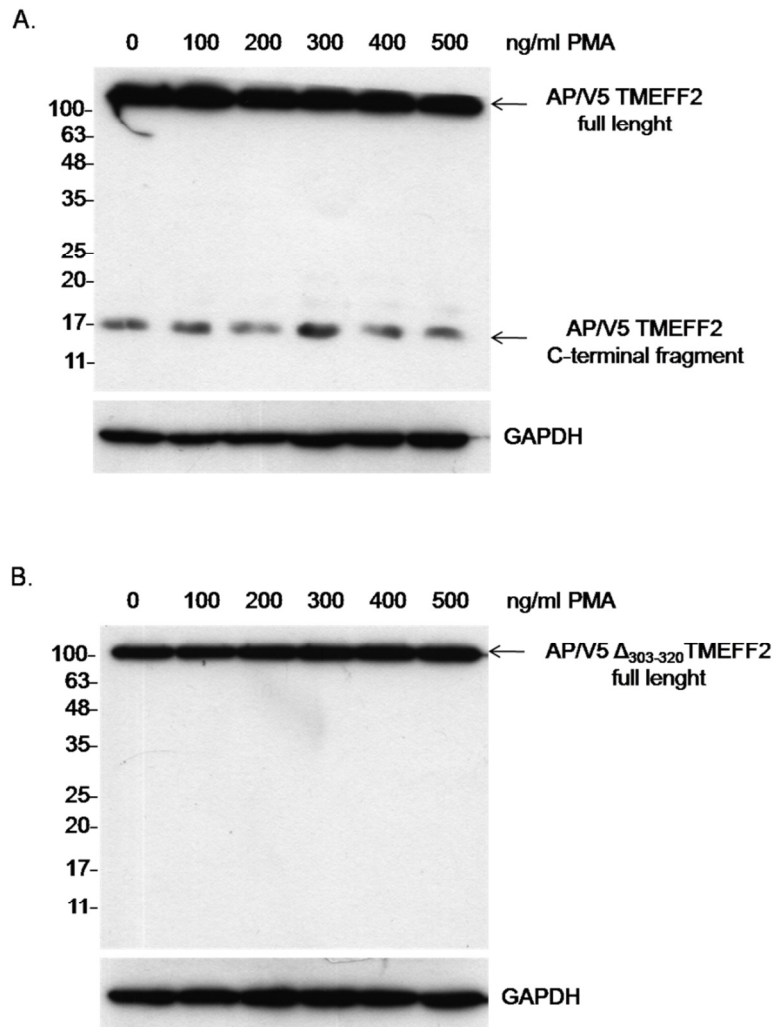 A.
0 100 200 300 400 500 ng/ml PMA
100-
63-
48-
35-
25-
20-
17-
11-
AP/V5 TMEFF2
full lenght
AP/V5 TMEFF2
C-terminal fragment
GAPDH
B.
0 100 200 300 400 500 ng/ml PMA
100-
63-
48-
35-
25-
20-
17-
11-
AP/V5 Δ303-320TMEFF2
full lenght
GAPDH